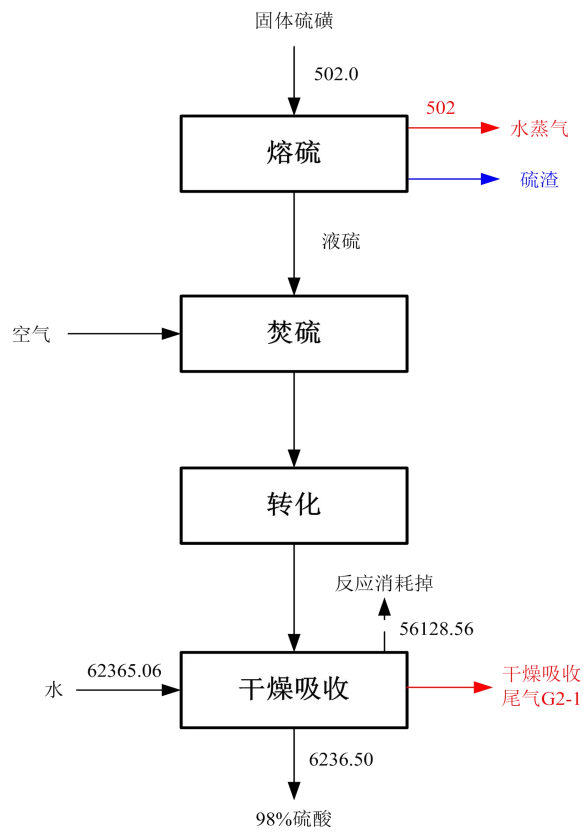 固体硫磺
502.0
熔硫
502
水蒸气
硫渣
液硫
空气
焚硫
转化
反应消耗掉
56128.56
62365.06
水
干燥吸收
干燥吸收
尾气G2-1
6236.50
98%硫酸